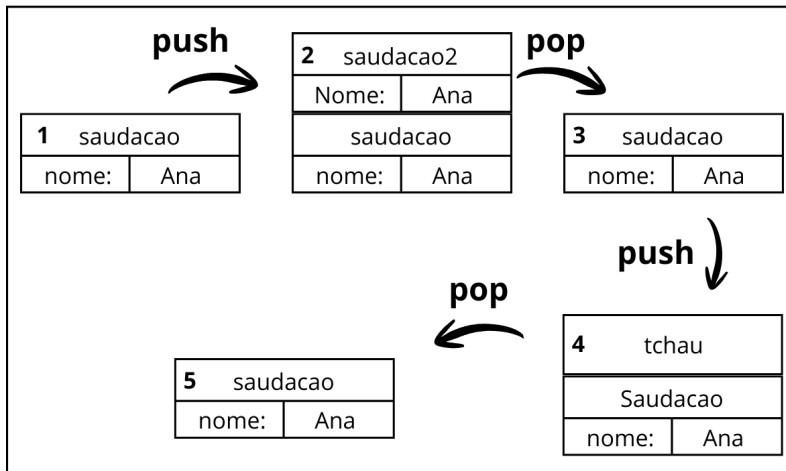 push
1 saudacao
nome: Ana
2 saudacao2
Nome: Ana
saudacao
nome: Ana
pop
3 saudacao
nome: Ana
push
4 tchau
Saudacao
nome: Ana
pop
5 saudacao
nome: Ana